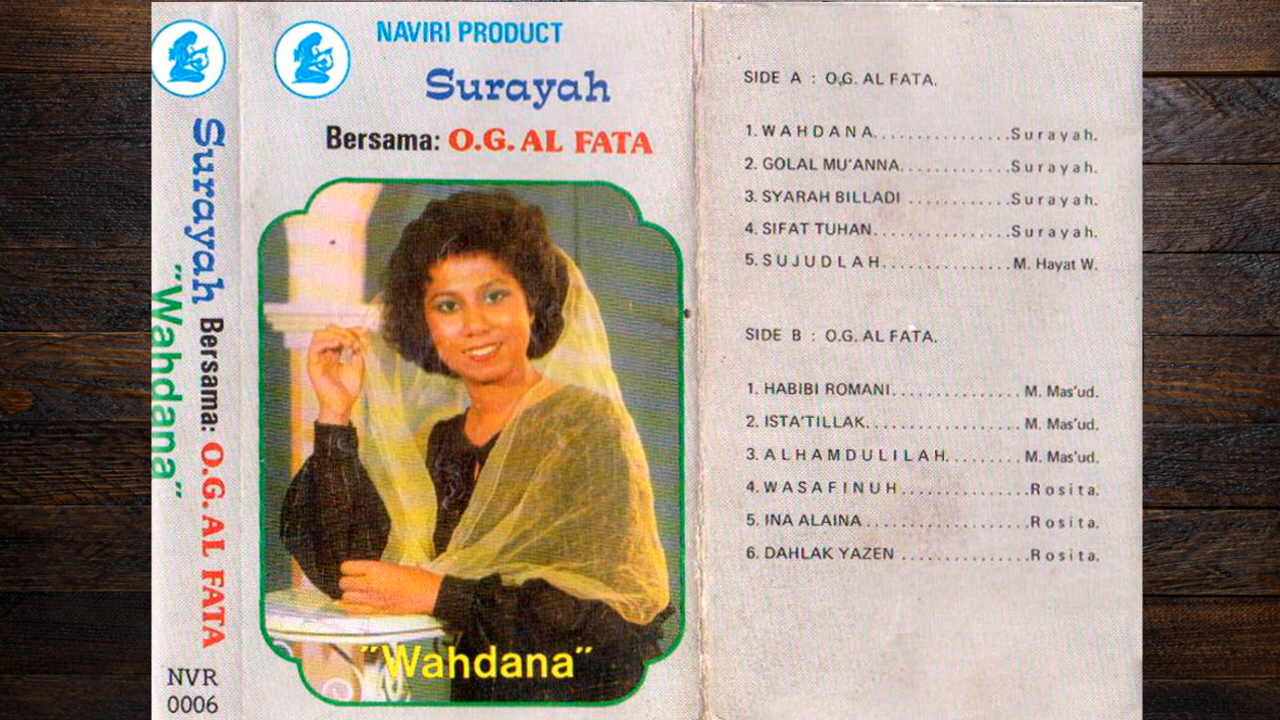 Surayah Bersama: O.G. AL FATA
"Wahdana"
NVR
0006
NAVIRI PRODUCT
Surayah
Bersama: O.G. AL FATA
"Wahdana"
SIDE A : O.G. AL FATA.
1. WAHDANA...............Surayah.
2. GOLAL MU'ANNA............Surayah.
3. SYARAH BILLADI ............Surayah.
4. SIFAT TUHAN...............Surayah.
5. SUJUDLAH...............M. Hayat W.
SIDE B : O.G. AL FATA.
1. HABIBI ROMANI..............M. Mas'ud.
2. ISTA'TILLAK.................M. Mas'ud.
3. ALHAMDULILAH.........M. Mas'ud.
4. WASAFINUH..............Rosita.
5. INA ALAINA..................Rosita.
6. DAHLAK YAZEN ..............Rosita.